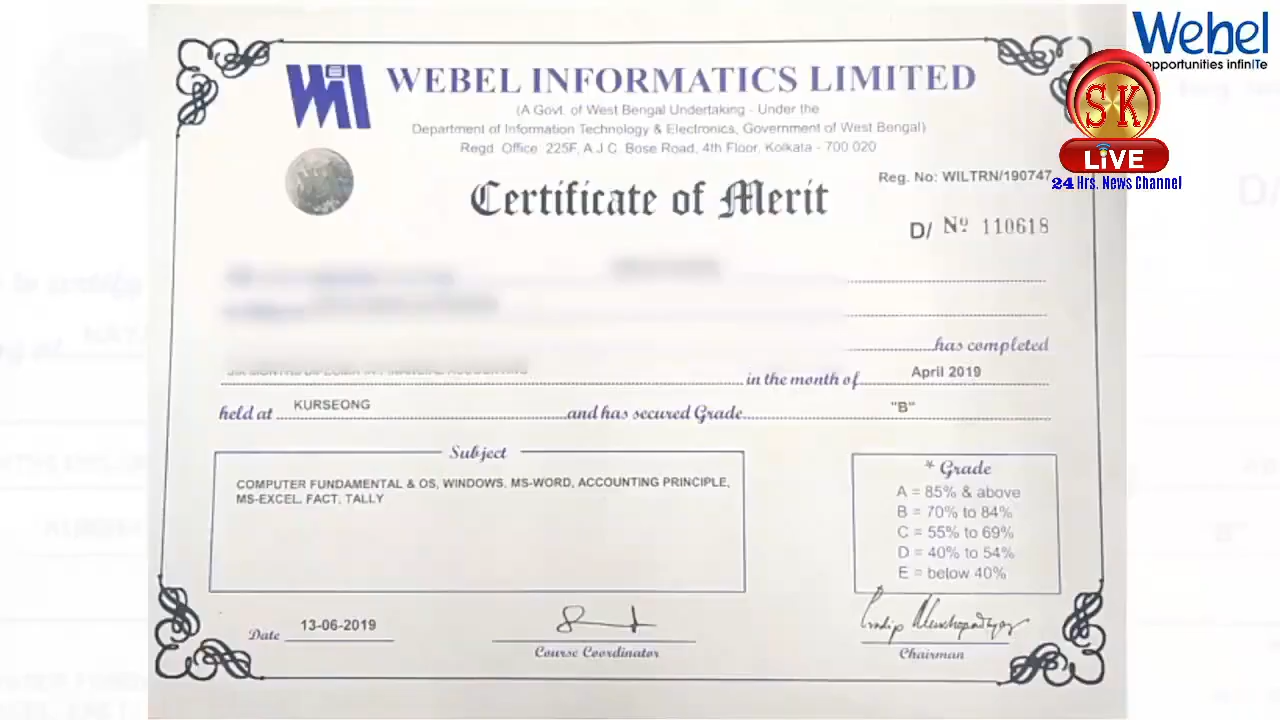 Webel
opportunities infinITe
WEBEL INFORMATICS LIMITED
(A Govt. of West Bengal Undertaking - Under the
Department of Information Technology & Electronics, Government of West Bengal)
Regd. Office: 225F, A.J.C. Bose Road, 4th Floor, Kolkata - 700 020
SK
LiVE
24 Hrs. News Channel
Reg. No: WILTRN/190747
Certificate of Merit
D/ Nº 110618
has completed
in the month of April 2019
held at KURSEONG and has secured Grade "B"
Subject
COMPUTER FUNDAMENTAL & OS, WINDOWS, MS-WORD, ACCOUNTING PRINCIPLE,
MS-EXCEL, FACT, TALLY
* Grade
A = 85% & above
B = 70% to 84%
C = 55% to 69%
D = 40% to 54%
E = below 40%
Date 13-06-2019
Course Coordinator
Chairman